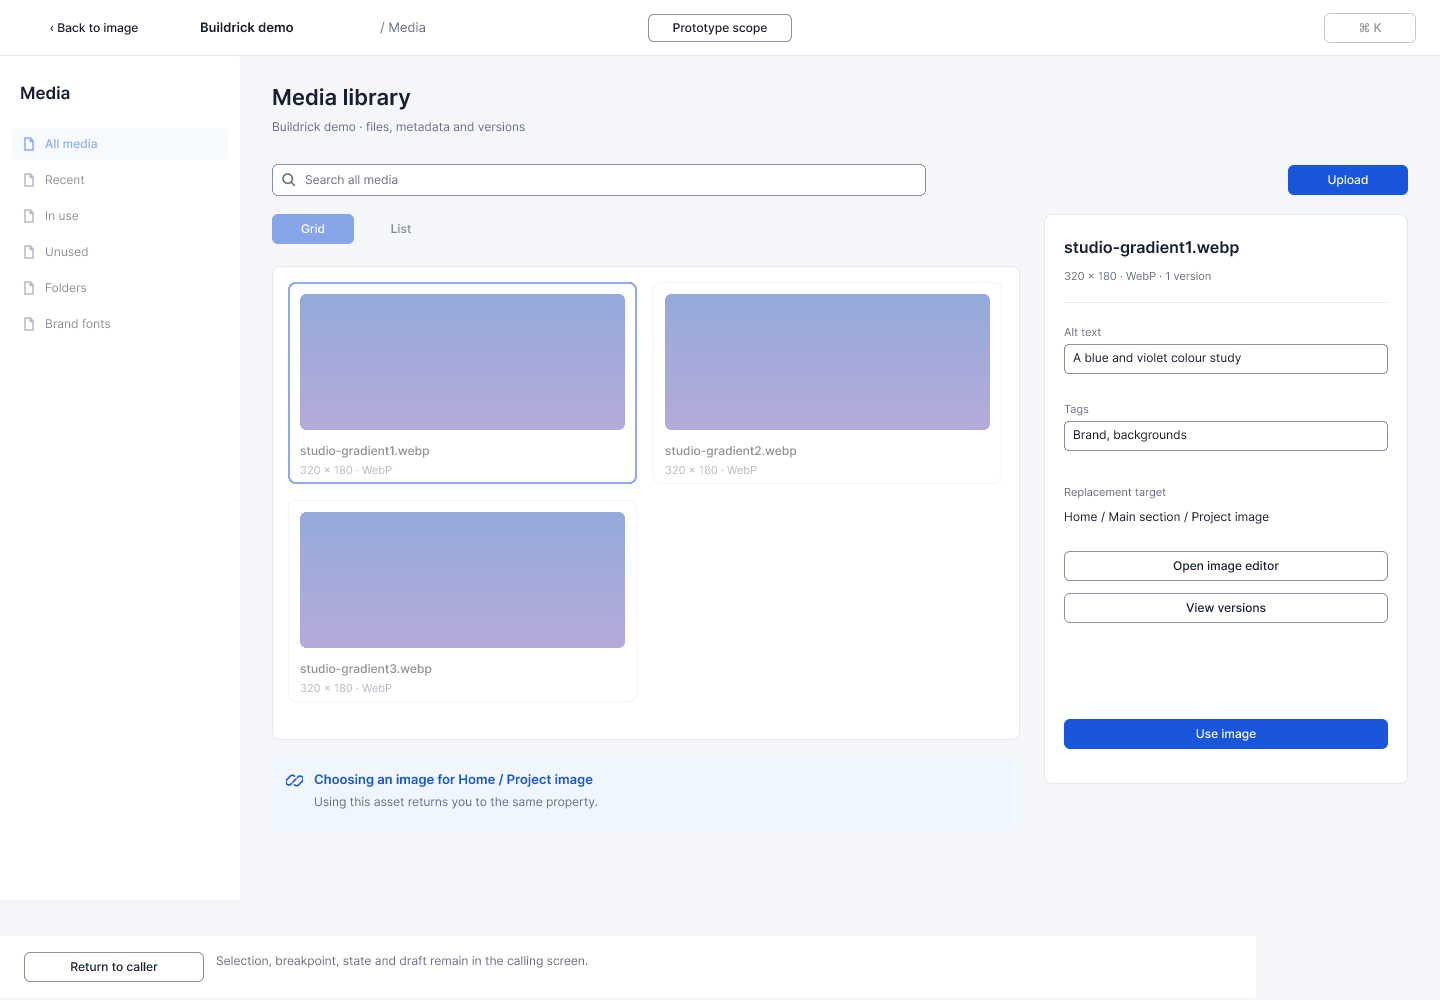 ‹ Back to image
Buildrick demo
/ Media
Prototype scope
⌘ K
Media
All media
Recent
In use
Unused
Folders
Brand fonts
Media library
Buildrick demo · files, metadata and versions
Search all media
Upload
Grid
List
studio-gradient1.webp
320 × 180 · WebP
studio-gradient2.webp
320 × 180 · WebP
studio-gradient3.webp
320 × 180 · WebP
Choosing an image for Home / Project image
Using this asset returns you to the same property.
studio-gradient1.webp
320 × 180 · WebP · 1 version
Alt text
A blue and violet colour study
Tags
Brand, backgrounds
Replacement target
Home / Main section / Project image
Open image editor
View versions
Use image
Return to caller
Selection, breakpoint, state and draft remain in the calling screen.